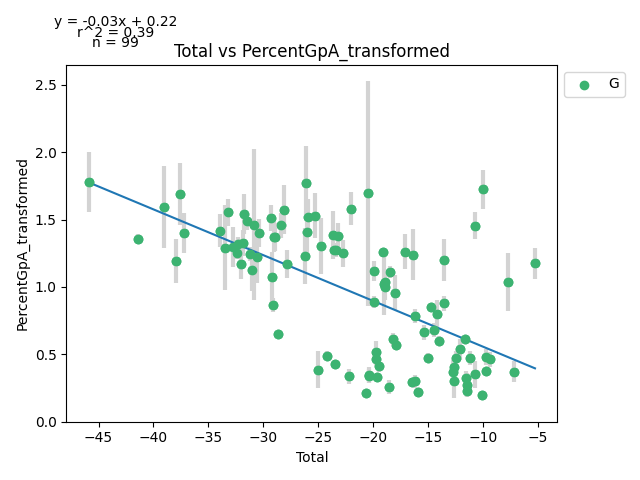 y = -0.03x + 0.22
r^2 = 0.39
n = 99
Total vs PercentGpA_transformed
G
PercentGpA_transformed
2.5
2.0
1.5
1.0
0.5
0.0
−45 −40 −35 −30 −25 −20 −15 −10 −5
Total